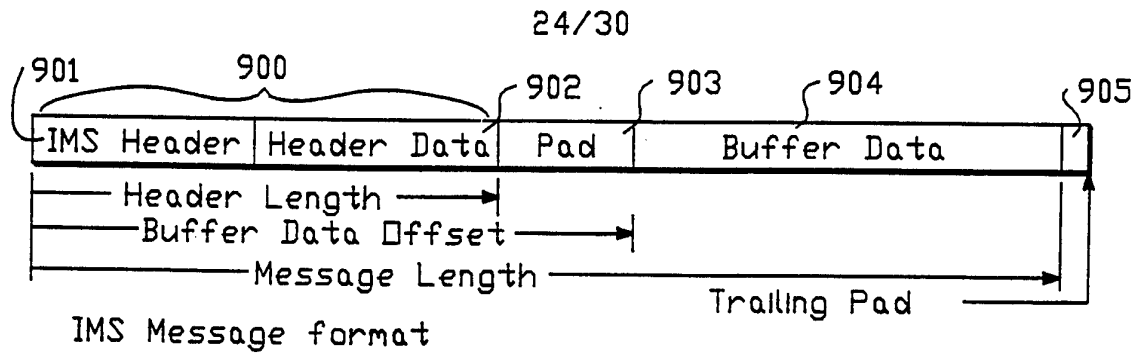 24/30
901 900 902 903 904 905
IMS Header Header Data Pad Buffer Data
Header Length
Buffer Data Offset
Message Length
Trailing Pad
IMS Message format